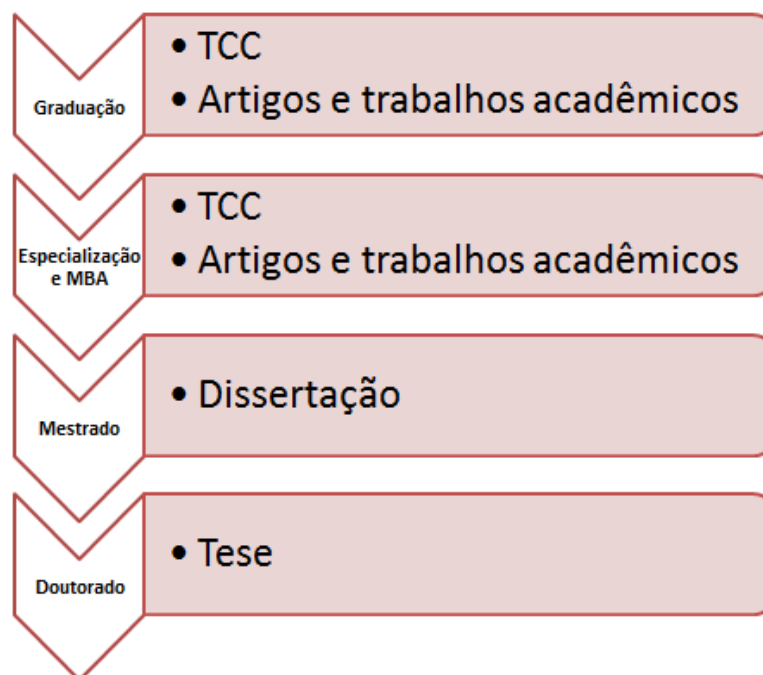 Graduação
• TCC
• Artigos e trabalhos acadêmicos
Especialização
e MBA
• TCC
• Artigos e trabalhos acadêmicos
Mestrado
• Dissertação
Doutorado
• Tese